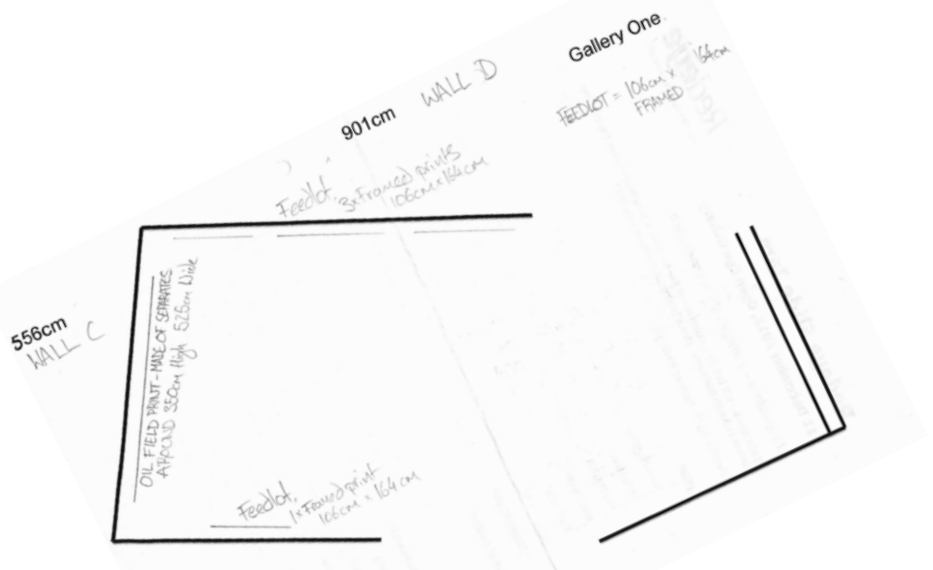 Gallery One
FEEDLOT = 106cm x 164cm
FRAMED
901cm
WALL D
Feedlot.
3x Framed prints
106cm x 164cm
556cm
WALL C
OIL FIELD PRINT - MADE OF SEPARATES
AROUND 350cm High 525cm Wide
Feedlot.
1x Framed print
106cm x 164cm